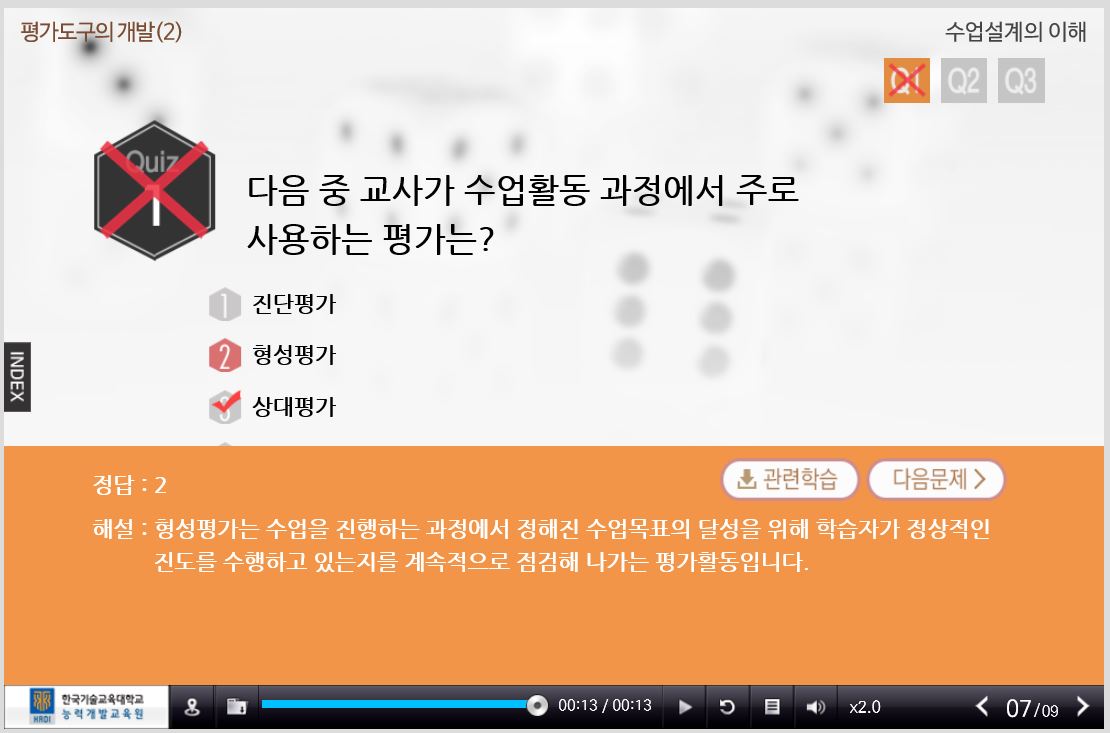 평가도구의 개발(2)
수업설계의 이해
Q1 Q2 Q3
Quiz
1
다음 중 교사가 수업활동 과정에서 주로
사용하는 평가는?
1 진단평가
2 형성평가
3 상대평가
INDEX
정답 : 2
관련학습
다음문제
해설 : 형성평가는 수업을 진행하는 과정에서 정해진 수업목표의 달성을 위해 학습자가 정상적인
진도를 수행하고 있는지를 계속적으로 점검해 나가는 평가활동입니다.
HRDI
한국기술교육대학교
능력개발교육원
00:13 / 00:13
x2.0
07/09